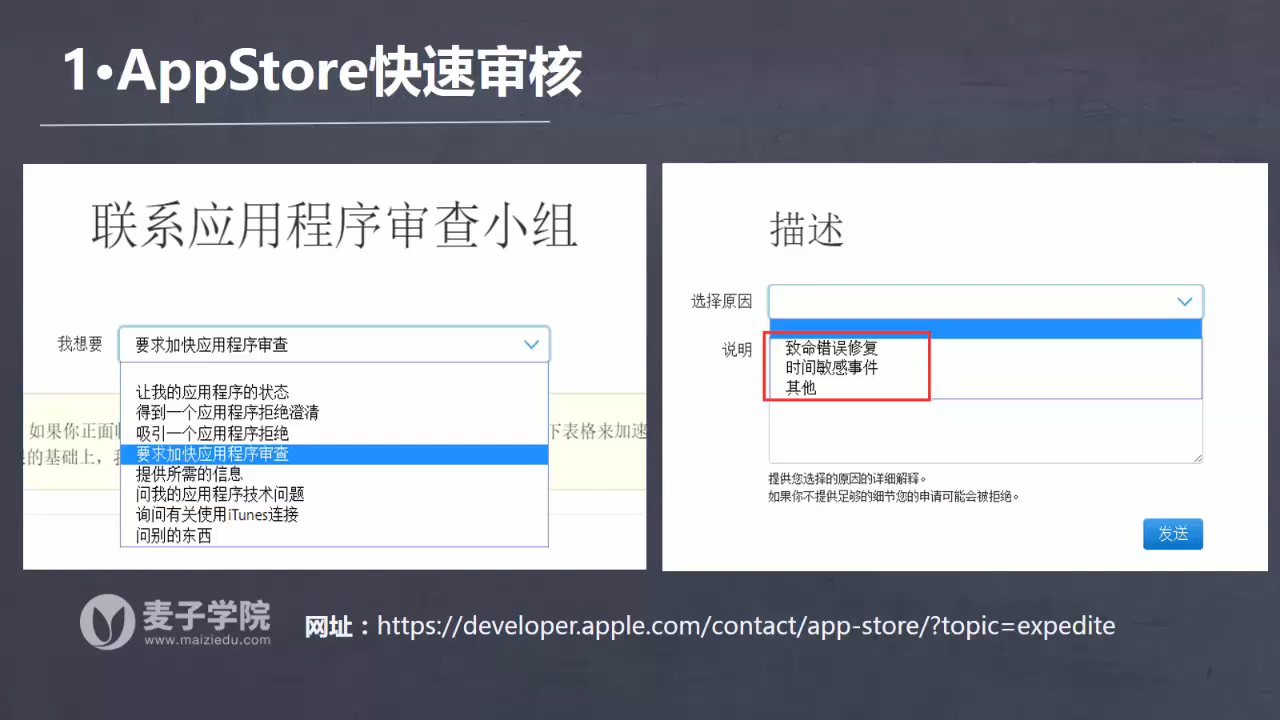 1·AppStore快速审核
联系应用程序审查小组
我想要
要求加快应用程序审查
让我的应用程序的状态
得到一个应用程序拒绝澄清
吸引一个应用程序拒绝
要求加快应用程序审查
提供所需的信息
问我的应用程序技术问题
询问有关使用iTunes连接
问别的东西
如果你正面
下表格来加速
的基础上，
描述
选择原因
说明
致命错误修复
时间敏感事件
其他
提供您选择的原因的详细解释。
如果你不提供足够的细节您的申请可能会被拒绝。
发送
麦子学院
www.maiziedu.com
网址：https://developer.apple.com/contact/app-store/?topic=expedite